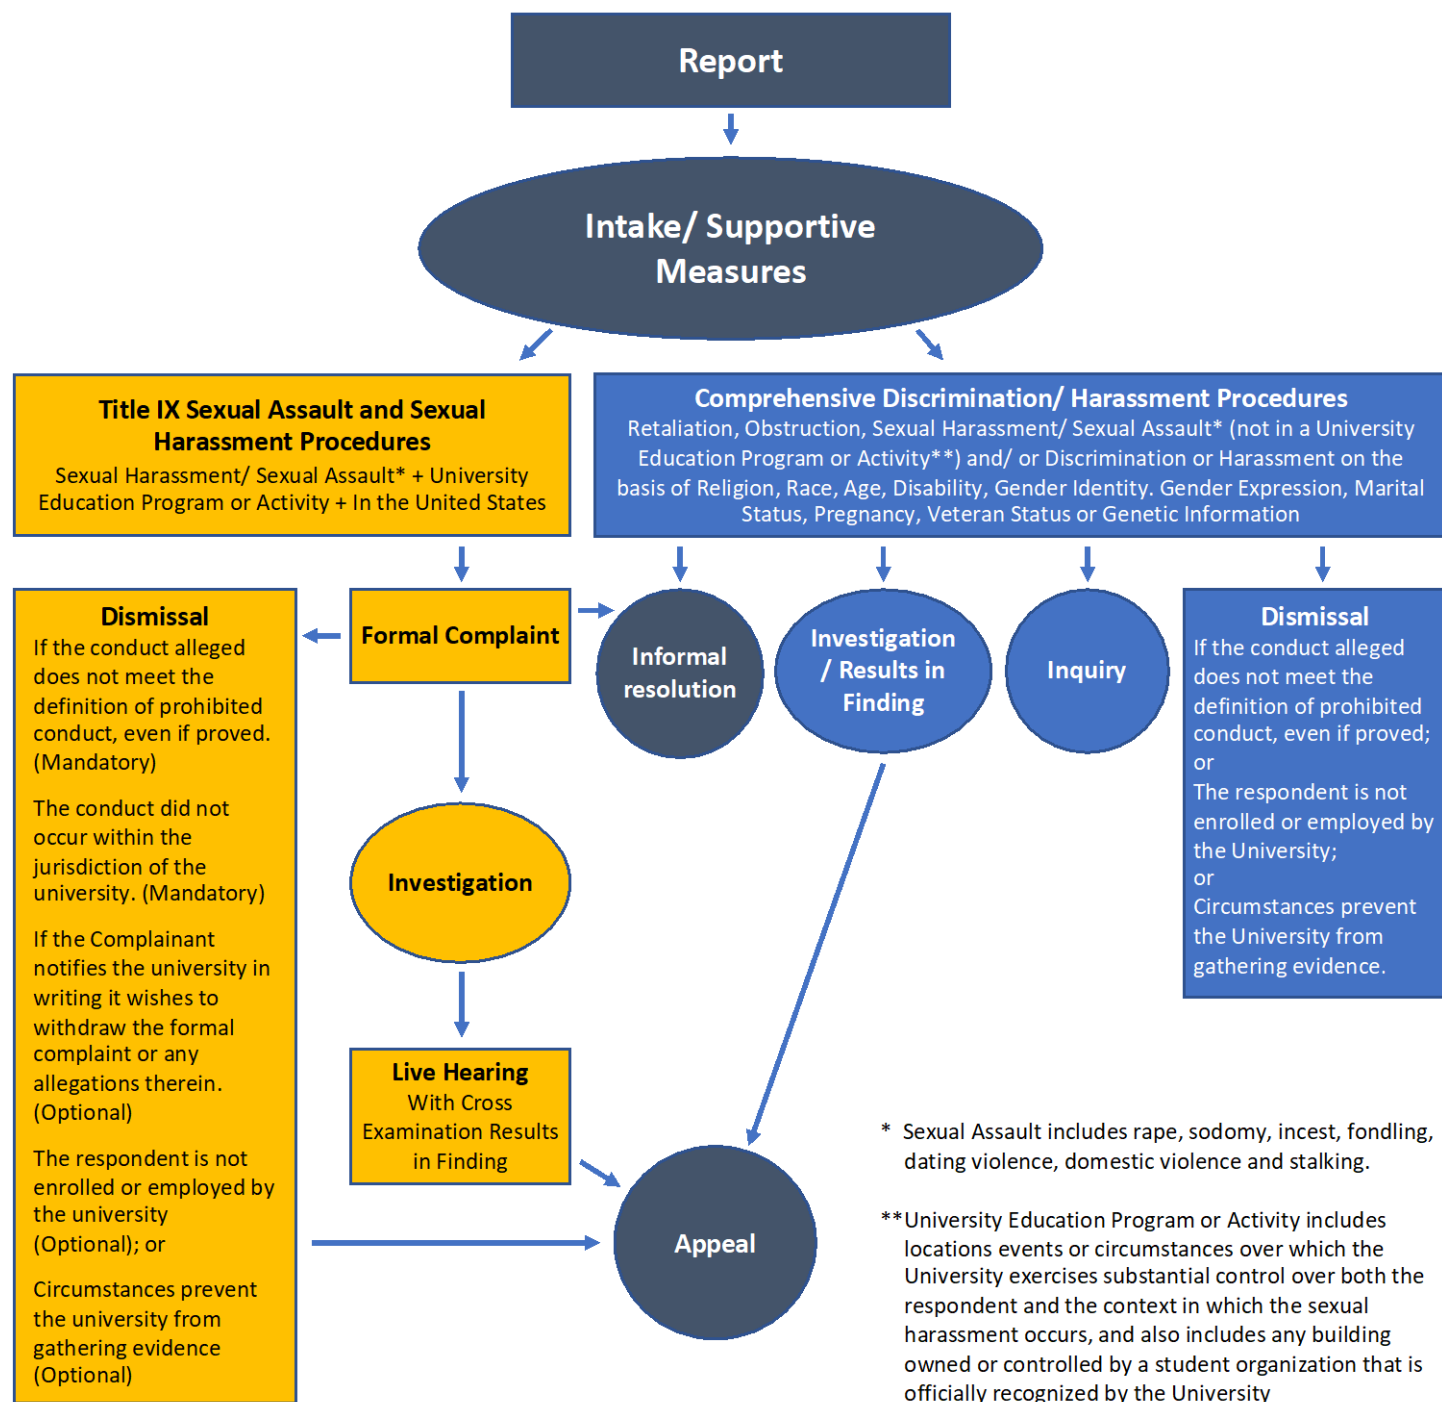 Report
Intake/ Supportive
Measures
Title IX Sexual Assault and Sexual
Harassment Procedures
Sexual Harassment/ Sexual Assault* + University
Education Program or Activity + In the United States
Comprehensive Discrimination/ Harassment Procedures
Retaliation, Obstruction, Sexual Harassment/ Sexual Assault* (not in a University
Education Program or Activity**) and/ or Discrimination or Harassment on the
basis of Religion, Race, Age, Disability, Gender Identity. Gender Expression, Marital
Status, Pregnancy, Veteran Status or Genetic Information
Dismissal
If the conduct alleged
does not meet the
definition of prohibited
conduct, even if proved.
(Mandatory)
The conduct did not
occur within the
jurisdiction of the
university. (Mandatory)
If the Complainant
notifies the university in
writing it wishes to
withdraw the formal
complaint or any
allegations therein.
(Optional)
The respondent is not
enrolled or employed by
the university
(Optional); or
Circumstances prevent
the university from
gathering evidence
(Optional)
Formal Complaint
Investigation
Live Hearing
With Cross
Examination Results
in Finding
Informal
resolution
Investigation
/ Results in
Finding
Inquiry
Dismissal
If the conduct alleged
does not meet the
definition of prohibited
conduct, even if proved;
or
The respondent is not
enrolled or employed by
the University;
or
Circumstances prevent
the University from
gathering evidence.
Appeal
* Sexual Assault includes rape, sodomy, incest, fondling,
dating violence, domestic violence and stalking.
**University Education Program or Activity includes
locations events or circumstances over which the
University exercises substantial control over both the
respondent and the context in which the sexual
harassment occurs, and also includes any building
owned or controlled by a student organization that is
officially recognized by the University